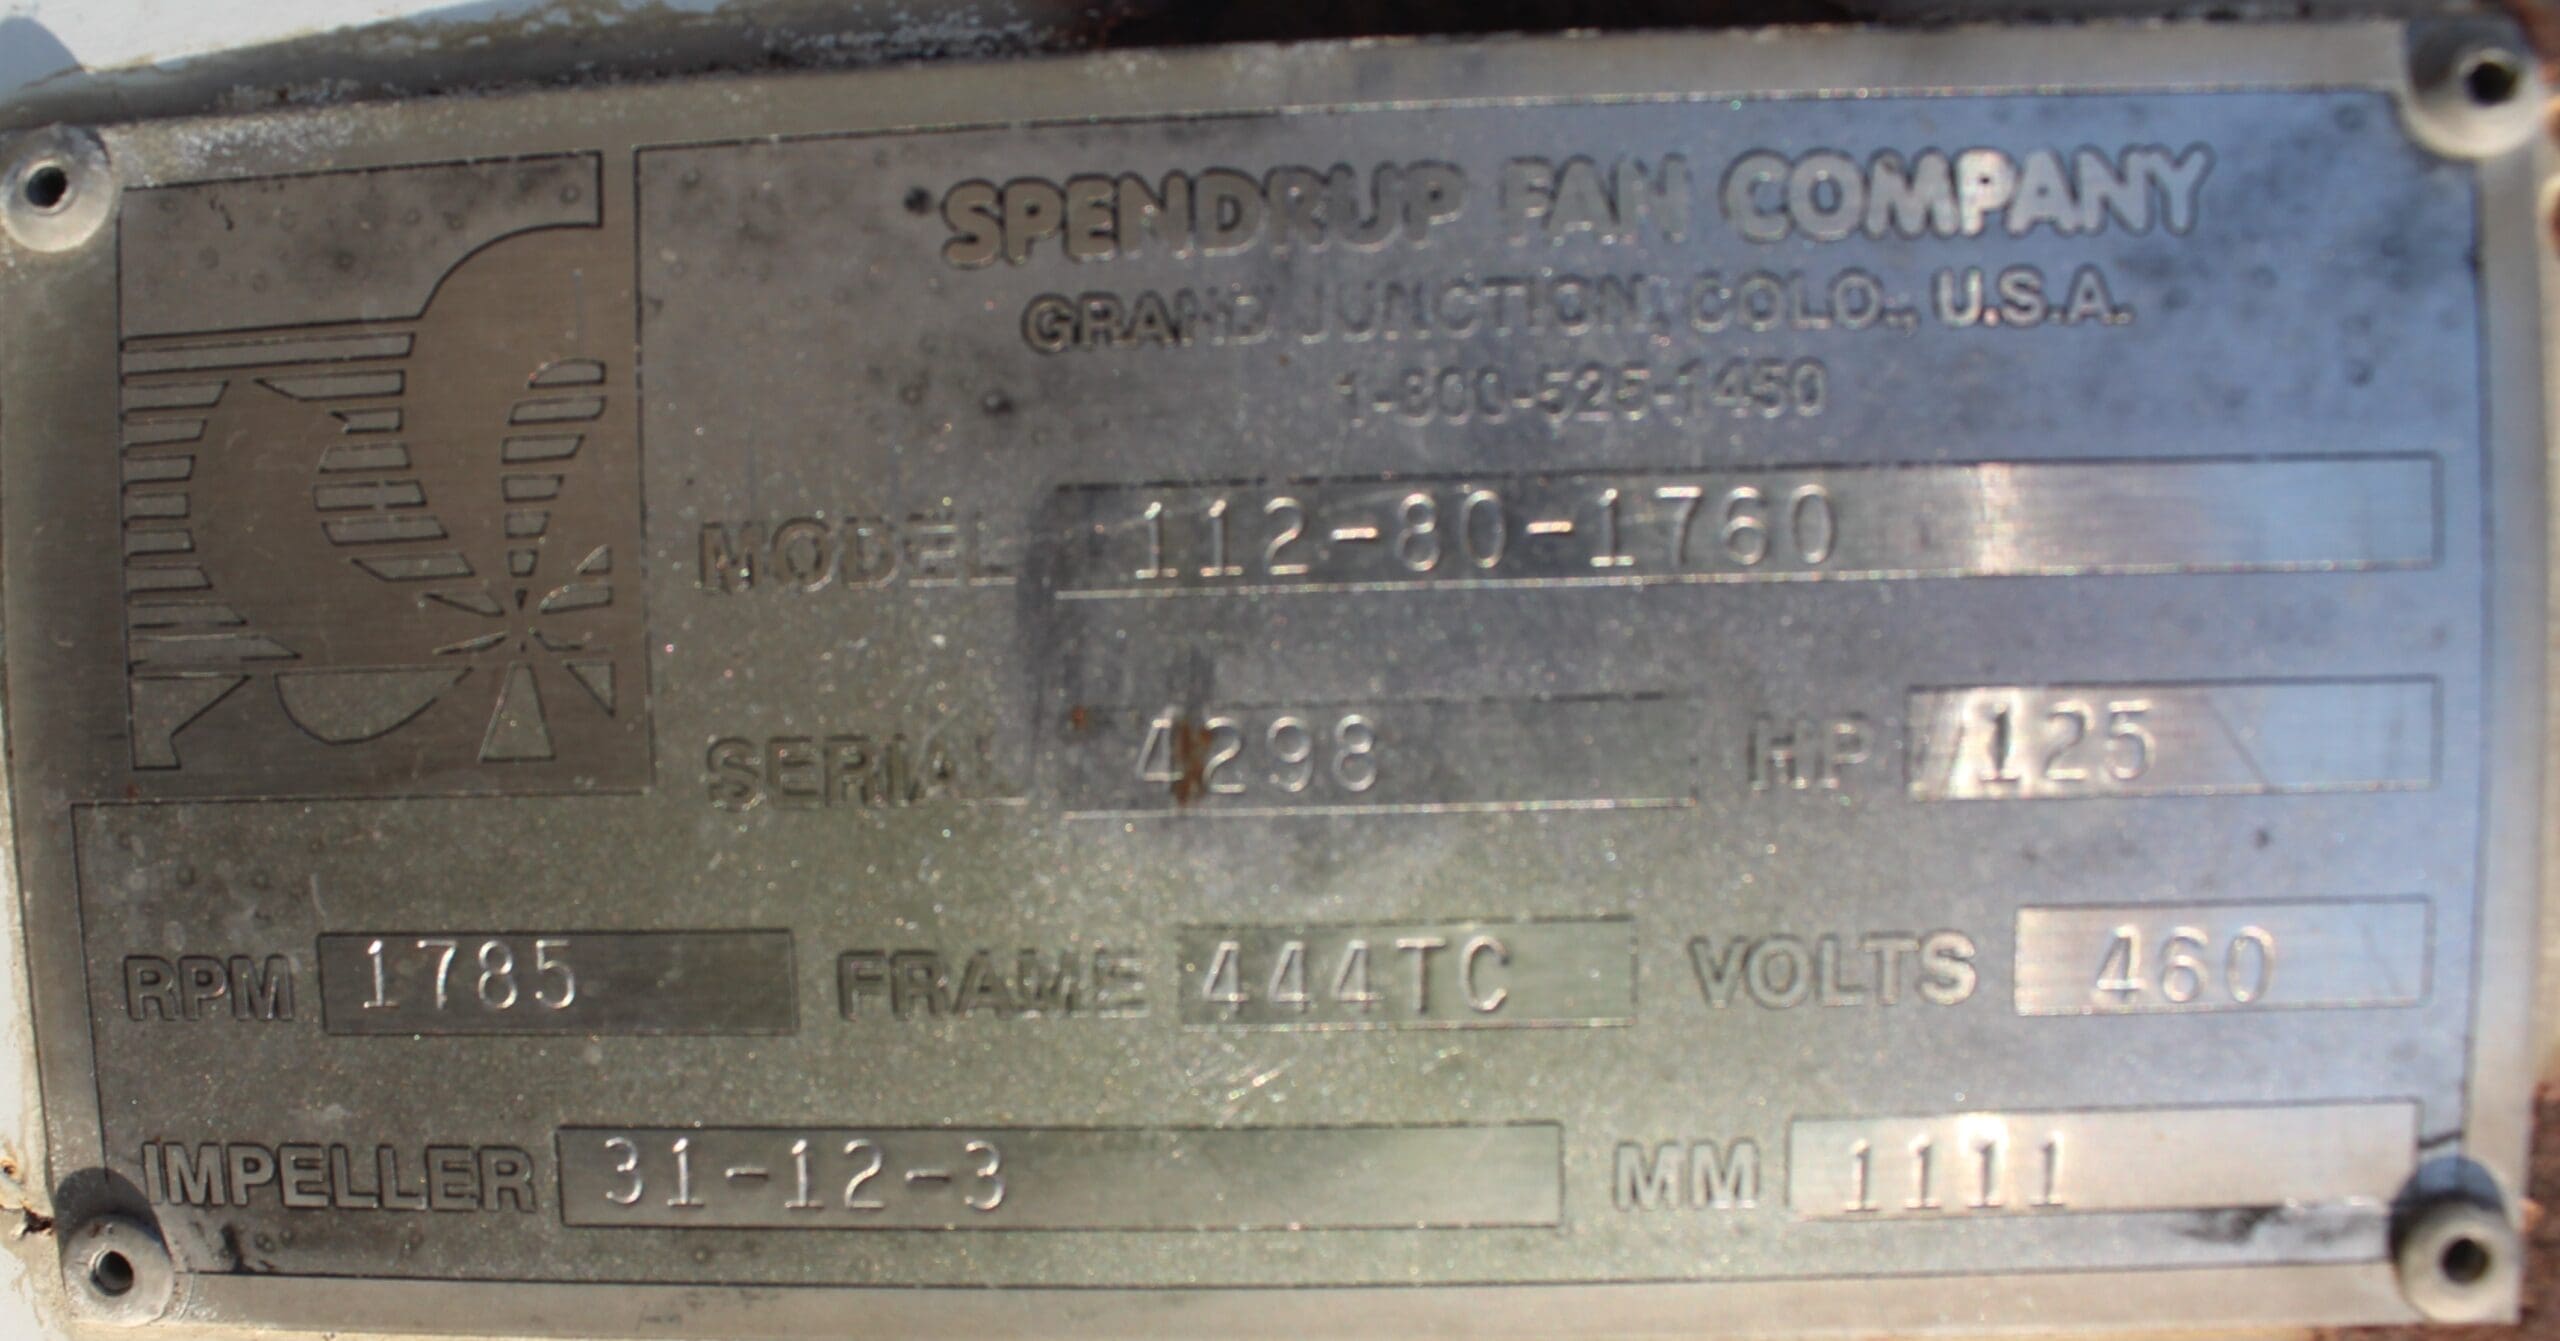 SPENDRUP FAN COMPANY
GRAND JUNCTION, COLO., U.S.A.
1-800-525-1450
MODEL 112-80-1760
SERIAL 4298 HP 125
RPM 1785 FRAME 444TC VOLTS 460
IMPELLER 31-12-3 MM 1111